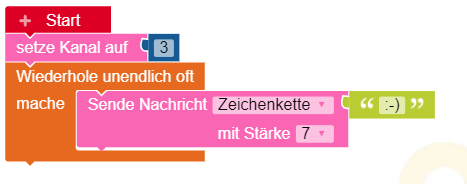 + Start
setze Kanal auf 3
Wiederhole unendlich oft
mache Sende Nachricht Zeichenkette “ :-) ”
mit Stärke 7